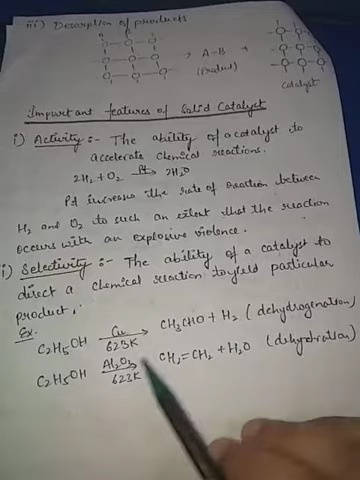 iii) Desorption of products
→ A-B +
(Product)
Catalyst
Important features of Solid Catalyst
i) Activity :- The ability of a catalyst to
accelerate chemical reactions.
2H₂ + O₂ Pt→ 2H₂O
Pd increases the rate of reaction between
H₂ and O₂ to such an extent that the reaction
occurs with an explosive violence.
i) Selectivity :- The ability of a catalyst to
direct a chemical reaction to yield particular
product.
Ex.
C₂H₅OH Cu→ 623K CH₃CHO + H₂ (dehydrogenation)
C₂H₅OH Al₂O₃→ 623K CH₂=CH₂ + H₂O (dehydration)